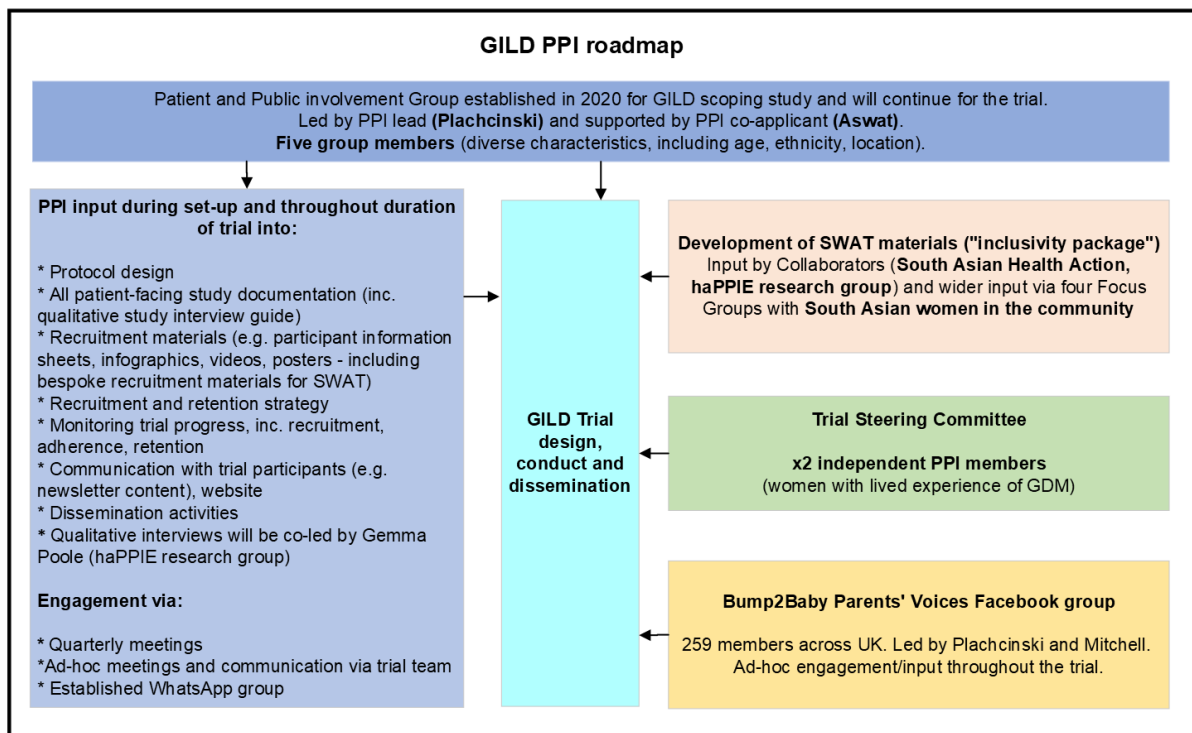 GILD PPI roadmap
Patient and Public involvement Group established in 2020 for GILD scoping study and will continue for the trial.
Led by PPI lead (Plachcinski) and supported by PPI co-applicant (Aswat).
Five group members (diverse characteristics, including age, ethnicity, location).
PPI input during set-up and throughout duration
of trial into:
* Protocol design
* All patient-facing study documentation (inc.
qualitative study interview guide)
* Recruitment materials (e.g. participant information
sheets, infographics, videos, posters - including
bespoke recruitment materials for SWAT)
* Recruitment and retention strategy
* Monitoring trial progress, inc. recruitment,
adherence, retention
* Communication with trial participants (e.g.
newsletter content), website
* Dissemination activities
* Qualitative interviews will be co-led by Gemma
Poole (haPPIE research group)
Engagement via:
* Quarterly meetings
*Ad-hoc meetings and communication via trial team
* Established WhatsApp group
GILD Trial
design,
conduct and
dissemination
Development of SWAT materials ("inclusivity package")
Input by Collaborators (South Asian Health Action,
haPPIE research group) and wider input via four Focus
Groups with South Asian women in the community
Trial Steering Committee
x2 independent PPI members
(women with lived experience of GDM)
Bump2Baby Parents' Voices Facebook group
259 members across UK. Led by Plachcinski and Mitchell.
Ad-hoc engagement/input throughout the trial.